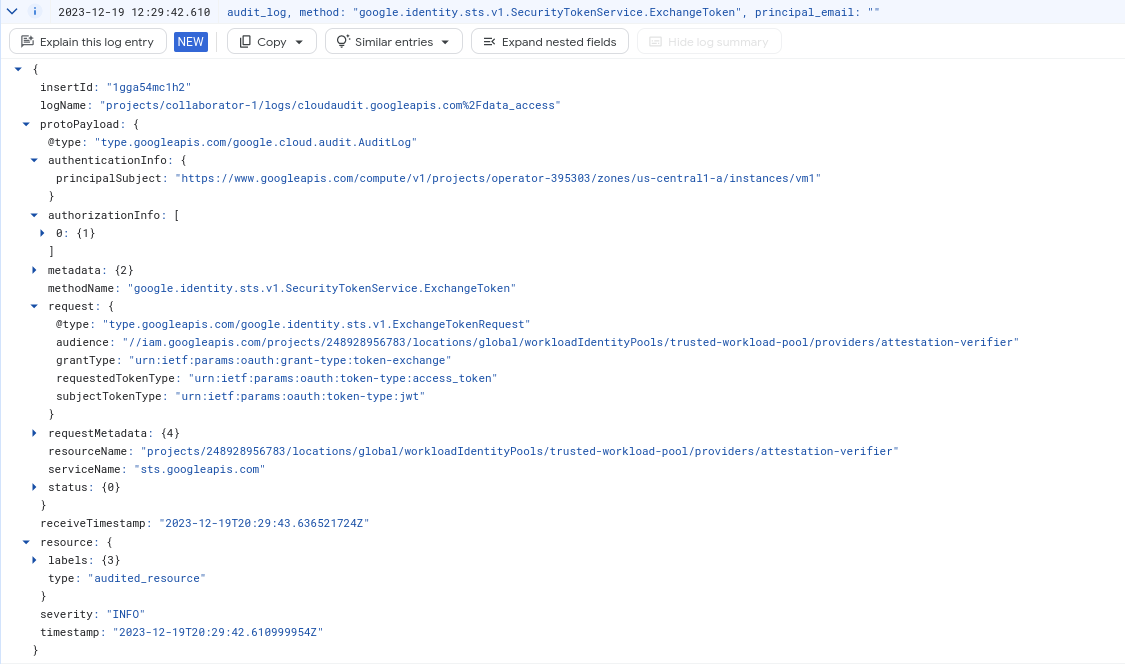 2023-12-19 12:29:42.610 audit_log, method: "google.identity.sts.v1.SecurityTokenService.ExchangeToken", principal_email: ""
Explain this log entry NEW Copy Similar entries Expand nested fields Hide log summary
{
insertId: "1gga54mc1h2"
logName: "projects/collaborator-1/logs/cloudaudit.googleapis.com%2Fdata_access"
protoPayload: {
@type: "type.googleapis.com/google.cloud.audit.AuditLog"
authenticationInfo: {
principalSubject: "https://www.googleapis.com/compute/v1/projects/operator-395303/zones/us-central1-a/instances/vm1"
}
authorizationInfo: [
0: {1}
]
metadata: {2}
methodName: "google.identity.sts.v1.SecurityTokenService.ExchangeToken"
request: {
@type: "type.googleapis.com/google.identity.sts.v1.ExchangeTokenRequest"
audience: "//iam.googleapis.com/projects/248928956783/locations/global/workloadIdentityPools/trusted-workload-pool/providers/attestation-verifier"
grantType: "urn:ietf:params:oauth:grant-type:token-exchange"
requestedTokenType: "urn:ietf:params:oauth:token-type:access_token"
subjectTokenType: "urn:ietf:params:oauth:token-type:jwt"
}
requestMetadata: {4}
resourceName: "projects/248928956783/locations/global/workloadIdentityPools/trusted-workload-pool/providers/attestation-verifier"
serviceName: "sts.googleapis.com"
status: {0}
}
receiveTimestamp: "2023-12-19T20:29:43.636521724Z"
resource: {
labels: {3}
type: "audited_resource"
}
severity: "INFO"
timestamp: "2023-12-19T20:29:42.610999954Z"
}